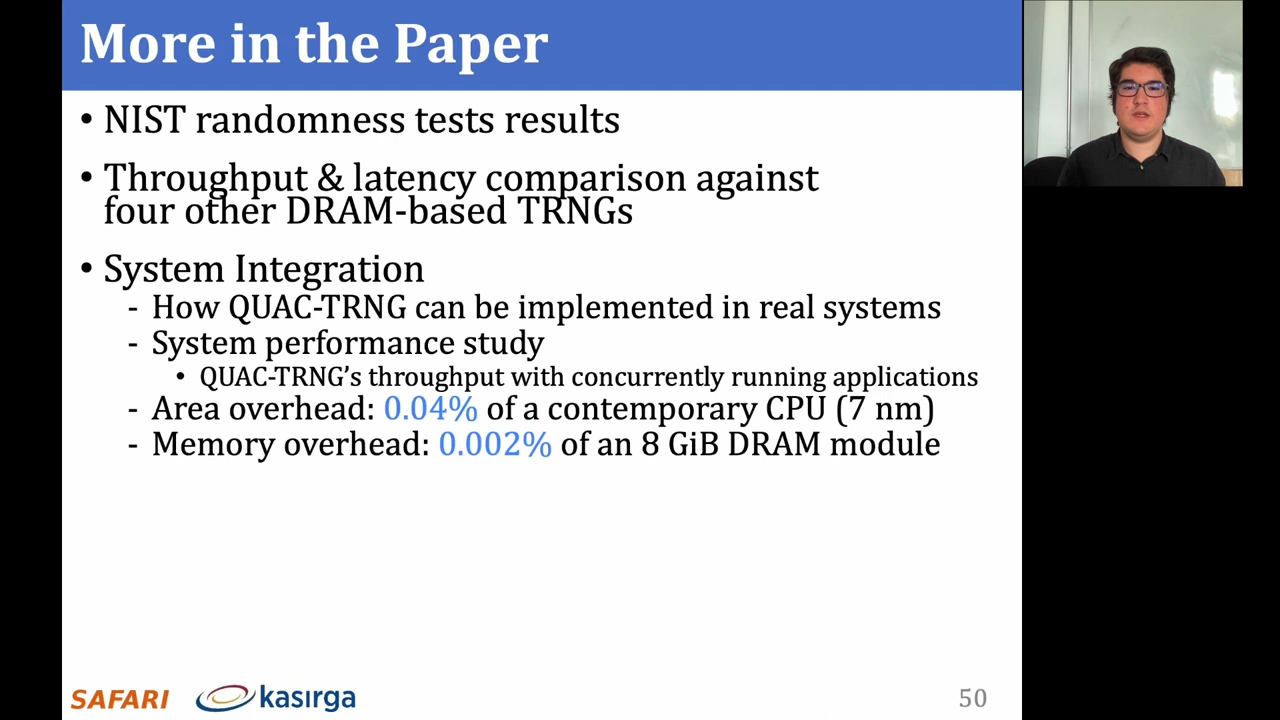 More in the Paper
• NIST randomness tests results
• Throughput & latency comparison against
four other DRAM-based TRNGs
• System Integration
- How QUAC-TRNG can be implemented in real systems
- System performance study
• QUAC-TRNG's throughput with concurrently running applications
- Area overhead: 0.04% of a contemporary CPU (7 nm)
- Memory overhead: 0.002% of an 8 GiB DRAM module
SAFARI
kasırga
50